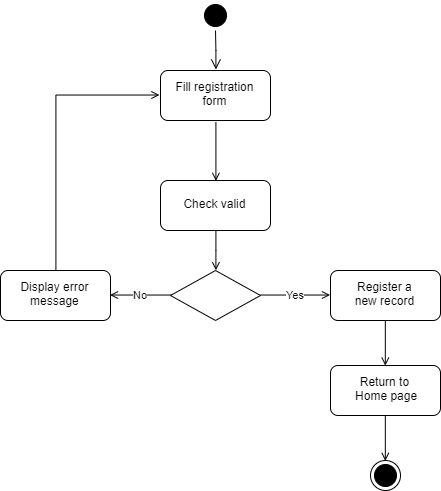 Fill registration
form
Check valid
Display error
message
No
Yes
Register a
new record
Return to
Home page